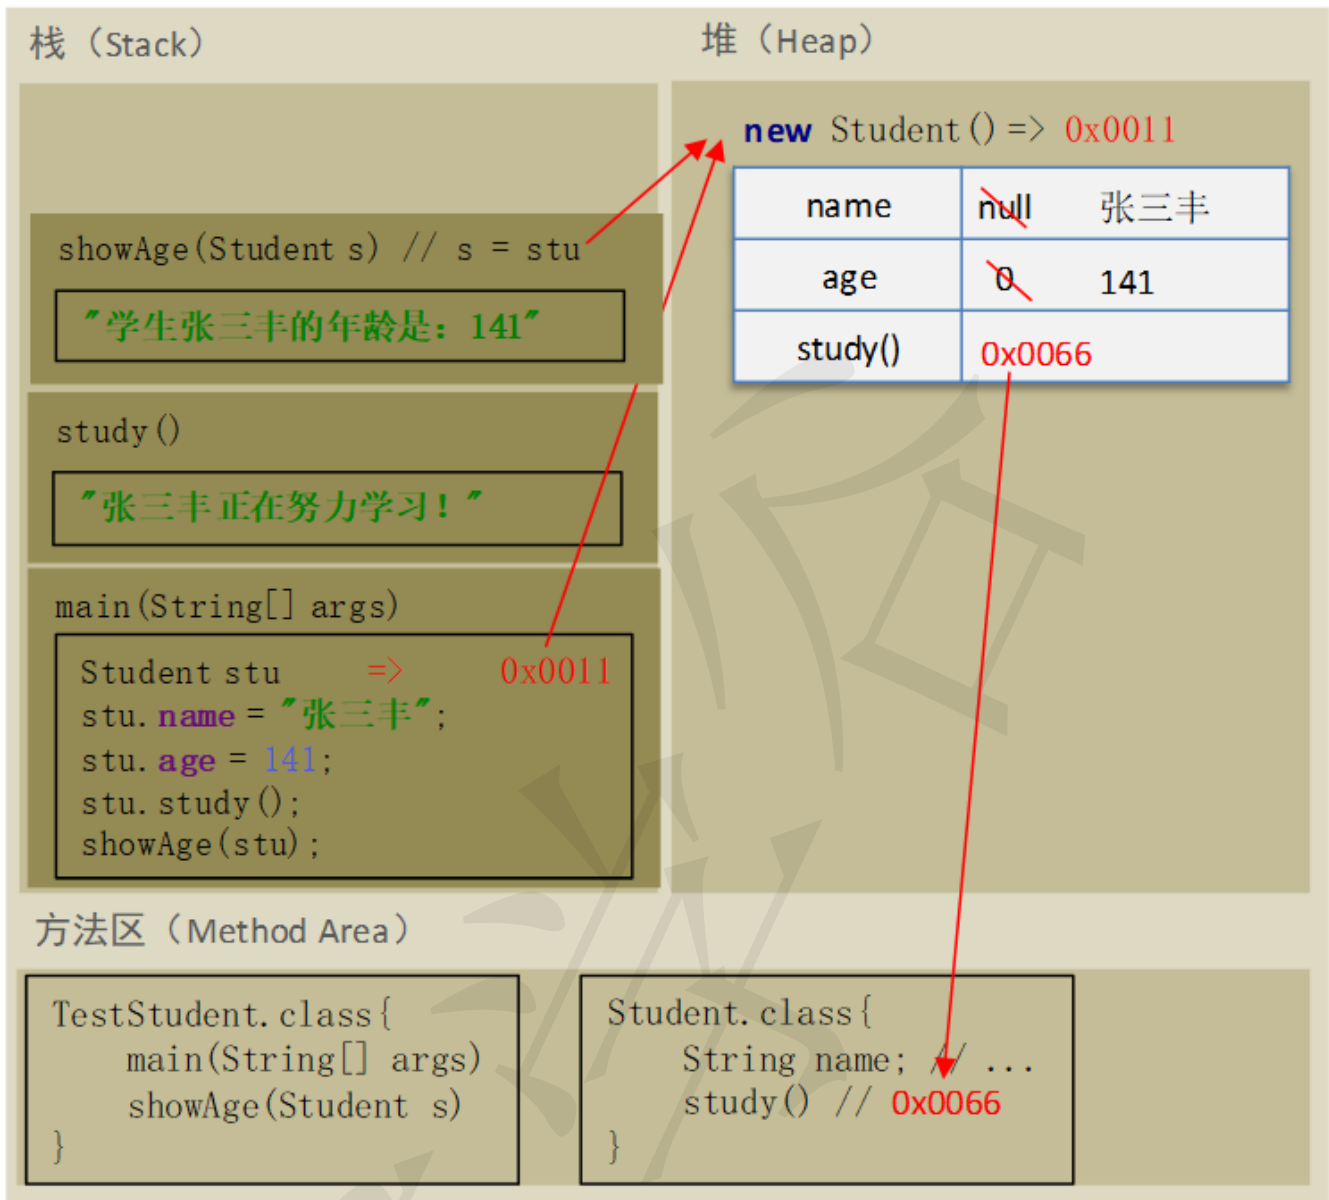 栈（Stack）
showAge(Student s) // s = stu
"学生张三丰的年龄是：141"
study()
"张三丰正在努力学习！"
main(String[] args)
Student stu => 0x0011
stu.name = "张三丰";
stu.age = 141;
stu.study();
showAge(stu);
堆（Heap）
new Student()=> 0x0011
name null 张三丰
age 0 141
study() 0x0066
方法区（Method Area）
TestStudent.class{
main(String[] args)
showAge(Student s)
}
Student.class{
String name; // ...
study() // 0x0066
}